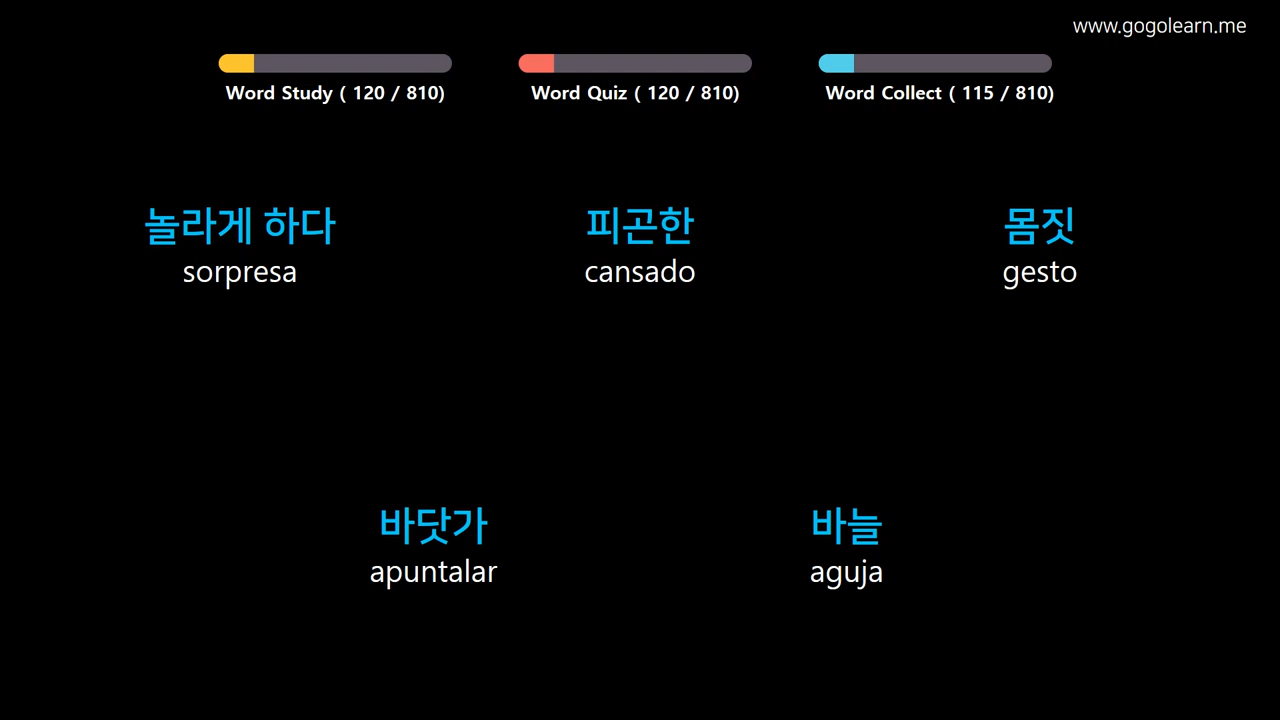 www.gogolearn.me
Word Study ( 120 / 810)
Word Quiz ( 120 / 810)
Word Collect ( 115 / 810)
놀라게 하다
sorpresa
피곤한
cansado
몸짓
gesto
바닷가
apuntalar
바늘
aguja